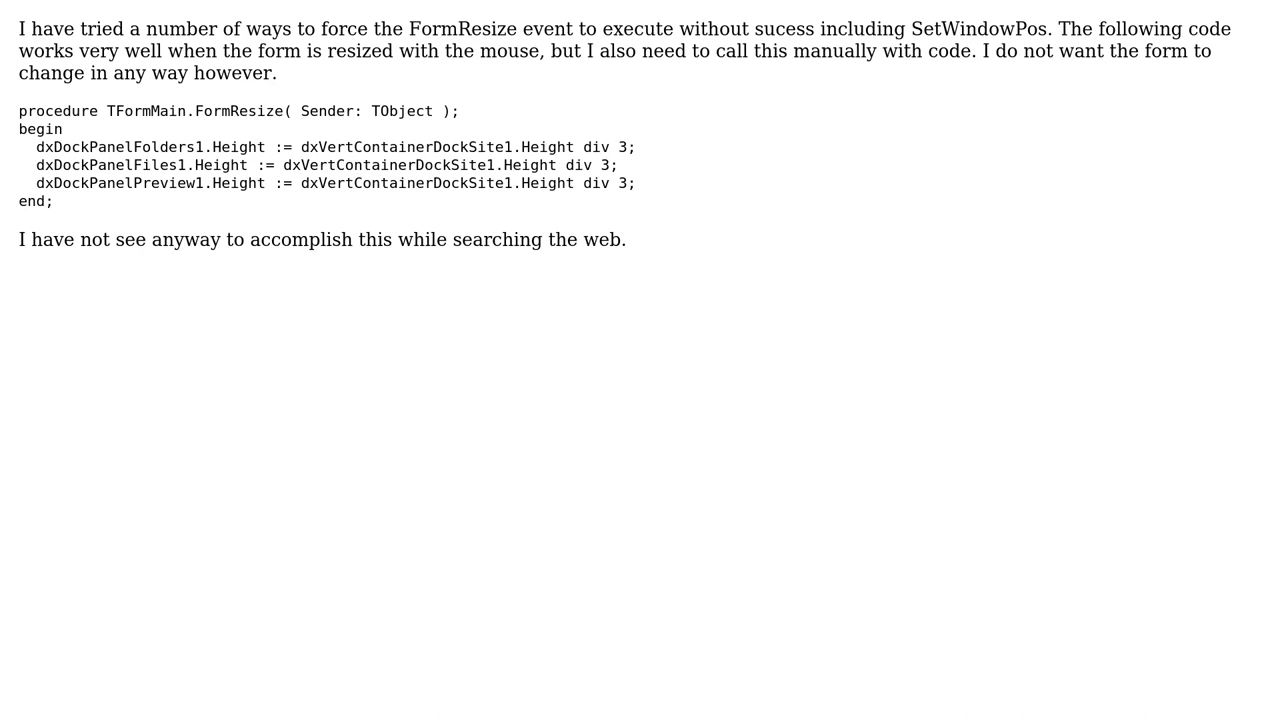 I have tried a number of ways to force the FormResize event to execute without sucess including SetWindowPos. The following code
works very well when the form is resized with the mouse, but I also need to call this manually with code. I do not want the form to
change in any way however.
procedure TFormMain.FormResize( Sender: TObject );
begin
  dxDockPanelFolders1.Height := dxVertContainerDockSite1.Height div 3;
  dxDockPanelFiles1.Height := dxVertContainerDockSite1.Height div 3;
  dxDockPanelPreview1.Height := dxVertContainerDockSite1.Height div 3;
end;
I have not see anyway to accomplish this while searching the web.